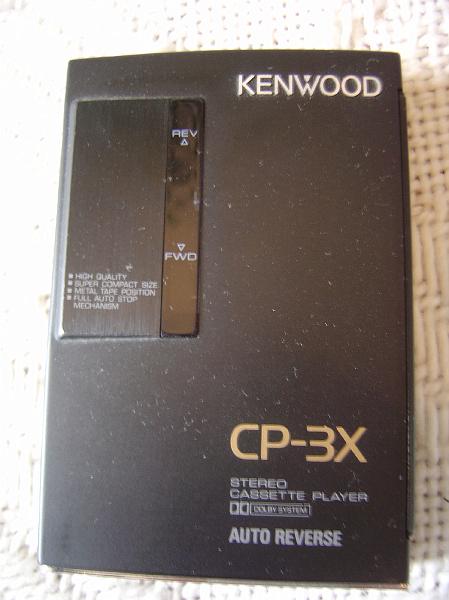 KENWOOD
REV
△
▽
FWD
■ HIGH QUALITY
■ SUPER COMPACT SIZE
■ METAL TAPE POSITION
■ FULL AUTO STOP
MECHANISM
CP-3X
STEREO
CASSETTE PLAYER
DOLBY SYSTEM
AUTO REVERSE